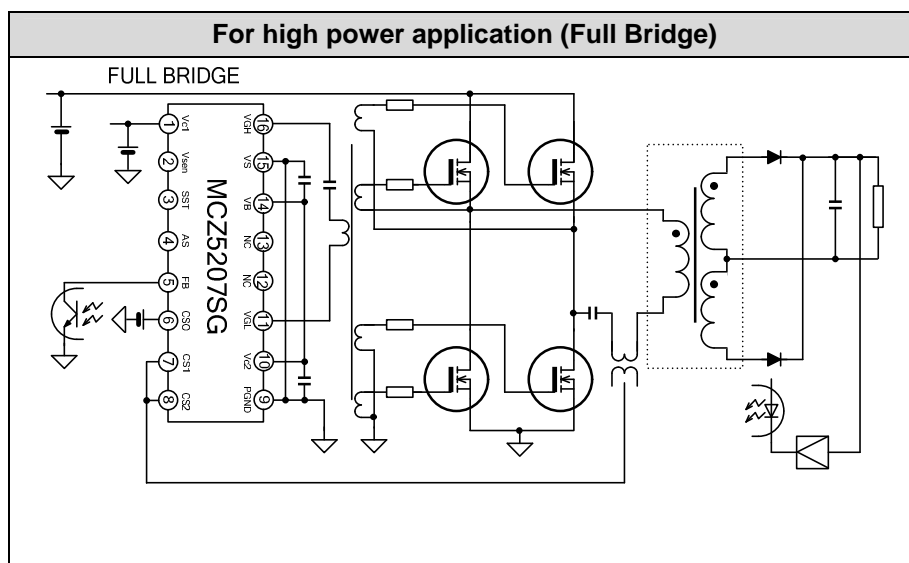 For high power application (Full Bridge)
FULL BRIDGE
MCZ5207SG
1 Vc1
2 Vsen
3 SST
4 AS
5 FB
6 CSO
7 CS1
8 CS2
16 VGH
15 VS
14 VB
13 NC
12 NC
11 VGL
10 Vc2
9 PGND